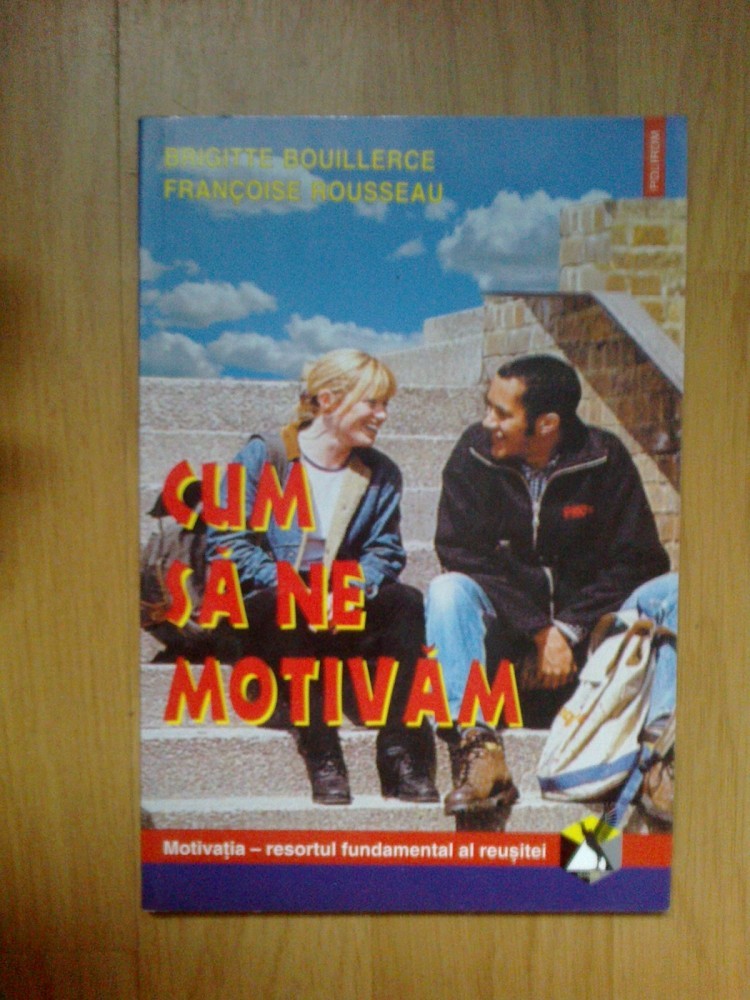 BRIGITTE BOUILLERCE
FRANÇOISE ROUSSEAU
POLIROM
CUM
SĂ NE
MOTIVĂM
Motivația – resortul fundamental al reușitei